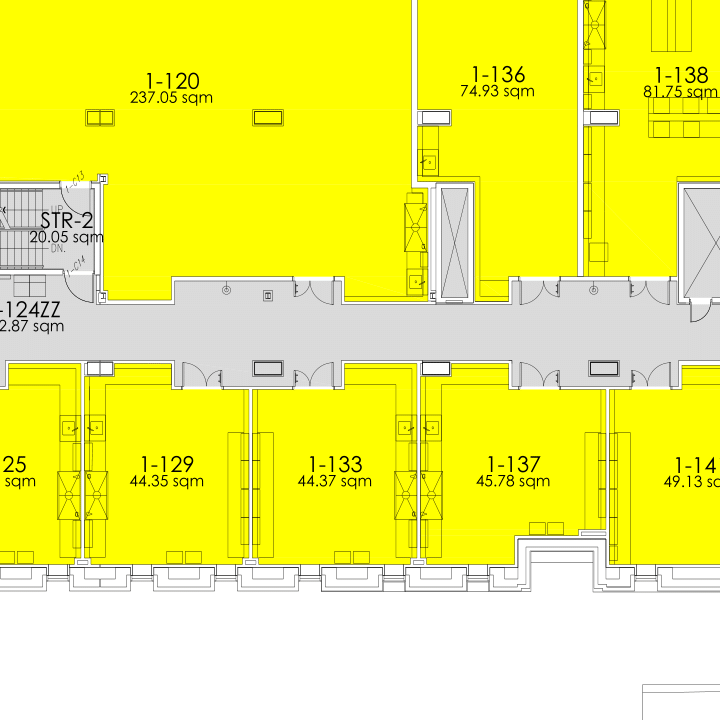 1-120
237.05 sqm
1-136
74.93 sqm
1-138
81.75 sqm
1-C13
UP
STR-2
20.05 sqm
DN.
1-C14
-124ZZ
2.87 sqm
25
sqm
1-129
44.35 sqm
1-133
44.37 sqm
1-137
45.78 sqm
1-14
49.13 sq